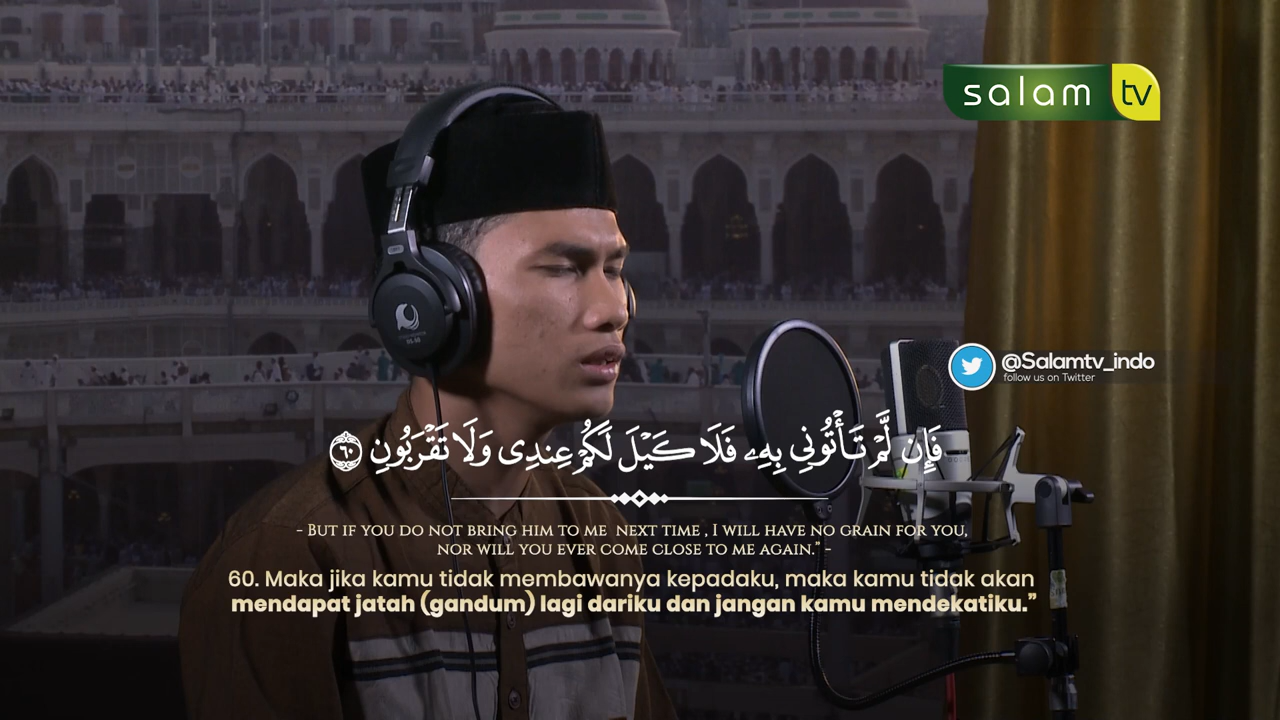 salam tv
@Salamtv_indo
follow us on Twitter
فَإِن لَّمْ تَأْتُونِى بِهِۦ فَلَا كَيْلَ لَكُمْ عِندِى وَلَا تَقْرَبُونِ ٦٠
- But if you do not bring him to me next time , I will have no grain for you,
nor will you ever come close to me again.” -
60. Maka jika kamu tidak membawanya kepadaku, maka kamu tidak akan
mendapat jatah (gandum) lagi dariku dan jangan kamu mendekatiku.”